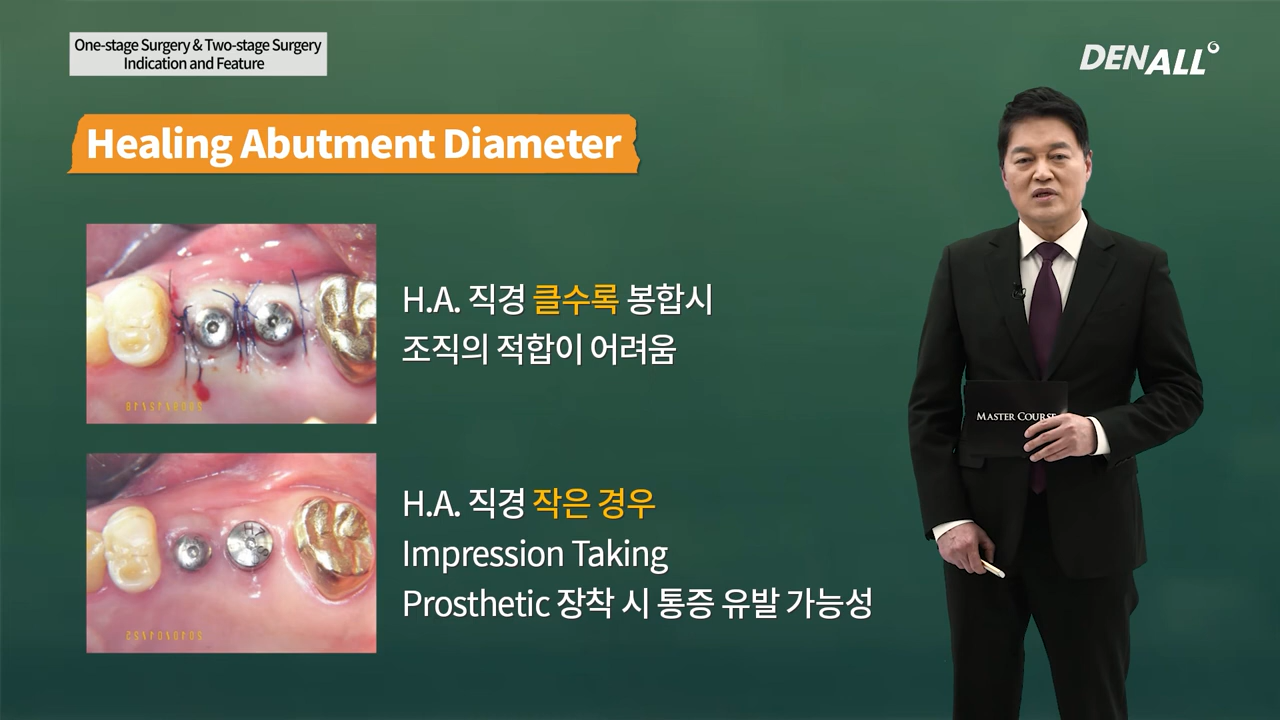 One-stage Surgery & Two-stage Surgery
Indication and Feature
DENALL
Healing Abutment Diameter
H.A. 직경 클수록 봉합시
조직의 적합이 어려움
MASTER COURSE
H.A. 직경 작은 경우
Impression Taking
Prosthetic 장착 시 통증 유발 가능성